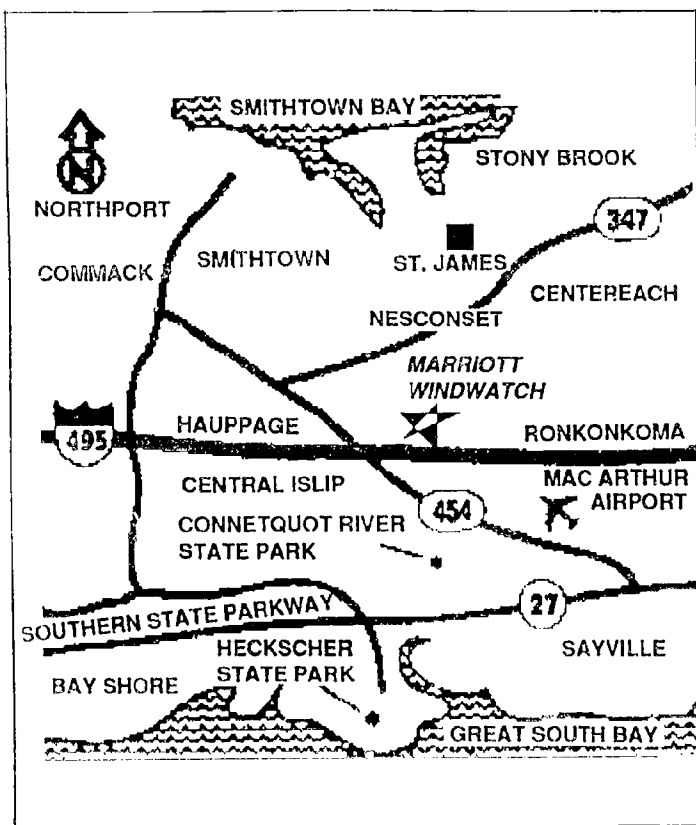 SMITHTOWN BAY
STONY BROOK
N
NORTHPORT
347
COMMACK
SMITHTOWN
ST. JAMES
CENTEREACH
NESCONSET
MARRIOTT
WINDWATCH
495
HAUPPAGE
RONKONKOMA
CENTRAL ISLIP
MAC ARTHUR
AIRPORT
454
CONNETQUOT RIVER
STATE PARK
27
SOUTHERN STATE PARKWAY
HECKSCHER
STATE PARK
SAYVILLE
BAY SHORE
GREAT SOUTH BAY